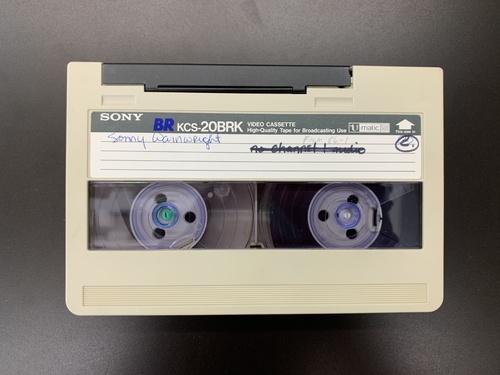 SONY
BR KCS-20BRK VIDEO CASSETTE
High-Quality Tape for Broadcasting Use
U-matic
This side in
Sonny Wainwright
no channel 1 audio